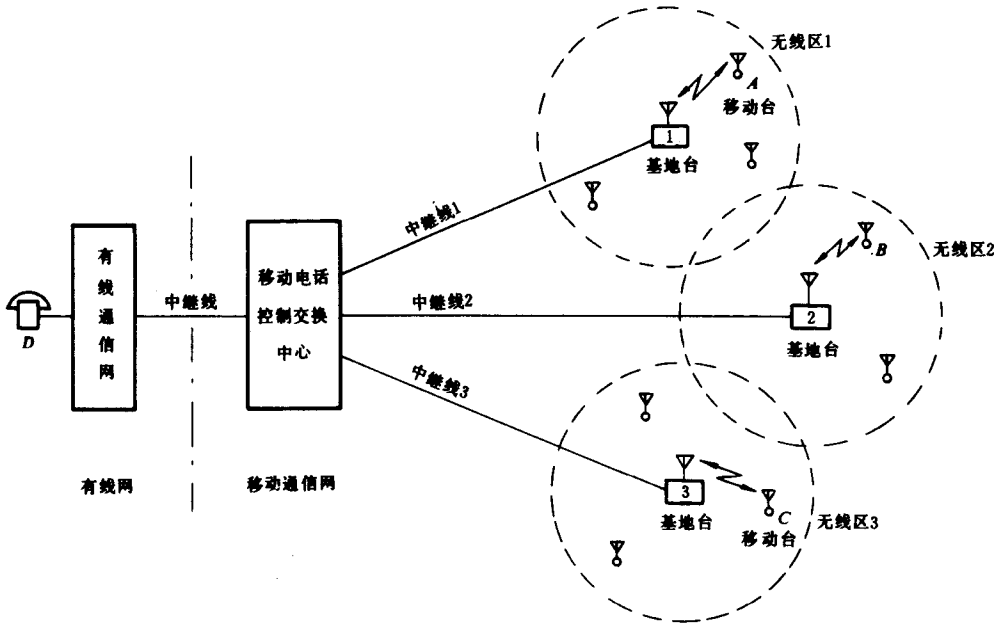 无线区1
A
移动台
1
基地台
中继线1
有线通信网
移动电话
控制交换
中心
中继线
D
中继线2
B
无线区2
2
基地台
中继线3
3
基地台
C
移动台
无线区3
有线网
移动通信网